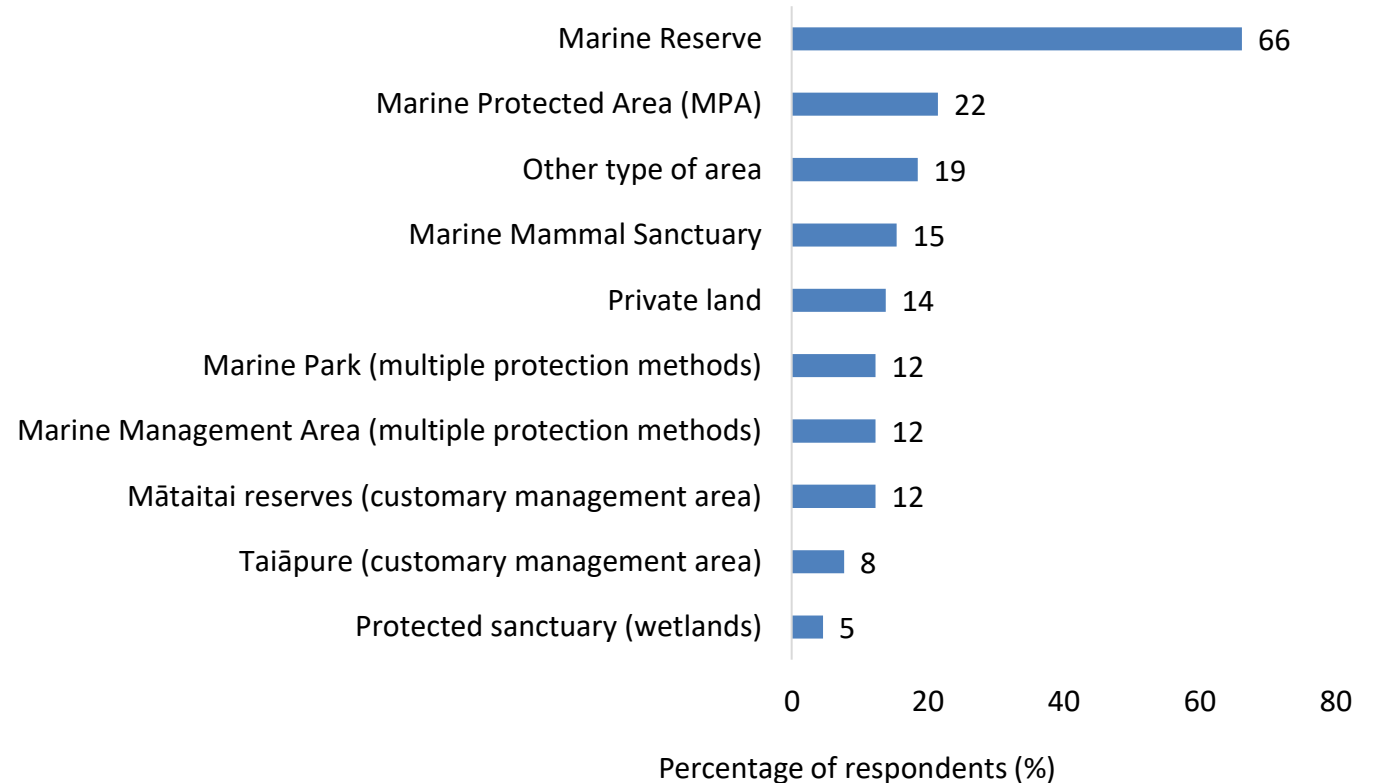 Marine Reserve 66
Marine Protected Area (MPA) 22
Other type of area 19
Marine Mammal Sanctuary 15
Private land 14
Marine Park (multiple protection methods) 12
Marine Management Area (multiple protection methods) 12
Mātaitai reserves (customary management area) 12
Taiāpure (customary management area) 8
Protected sanctuary (wetlands) 5
0 20 40 60 80
Percentage of respondents (%)